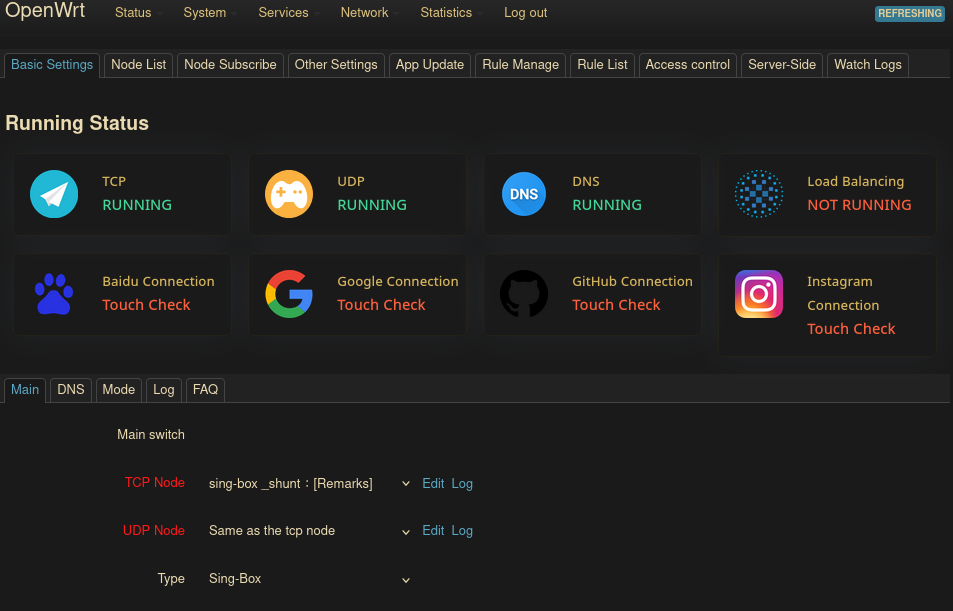 OpenWrt Status System Services Network Statistics Log out REFRESHING
Basic Settings Node List Node Subscribe Other Settings App Update Rule Manage Rule List Access control Server-Side Watch Logs
Running Status
TCP
RUNNING
UDP
RUNNING
DNS
DNS
RUNNING
Load Balancing
NOT RUNNING
Baidu Connection
Touch Check
Google Connection
Touch Check
GitHub Connection
Touch Check
Instagram
Connection
Touch Check
Main DNS Mode Log FAQ
Main switch
TCP Node sing-box _shunt：[Remarks] Edit Log
UDP Node Same as the tcp node Edit Log
Type Sing-Box